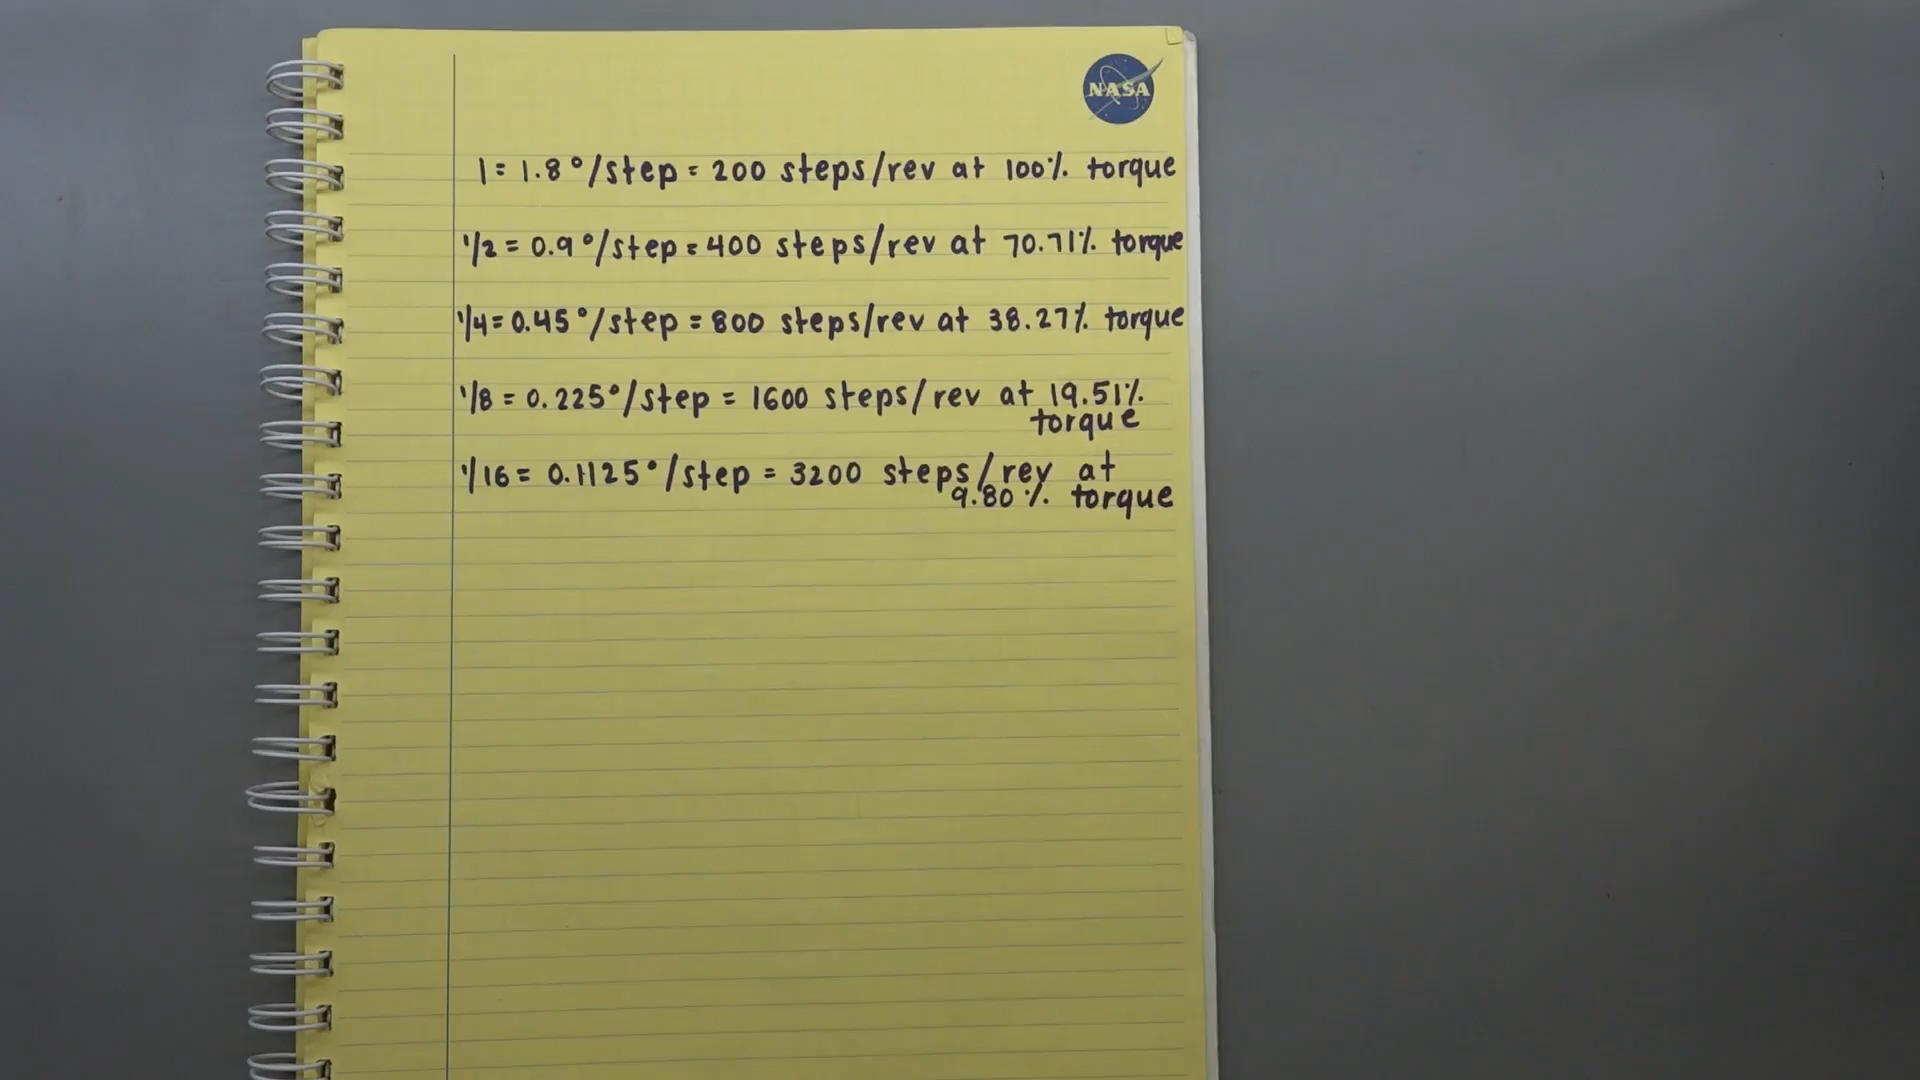 NASA
1 = 1.8°/step = 200 steps/rev at 100% torque
1/2 = 0.9°/step = 400 steps/rev at 70.71% torque
1/4 = 0.45°/step = 800 steps/rev at 38.27% torque
1/8 = 0.225°/step = 1600 steps/rev at 19.51%
torque
1/16 = 0.1125°/step = 3200 steps/rev at
9.80% torque